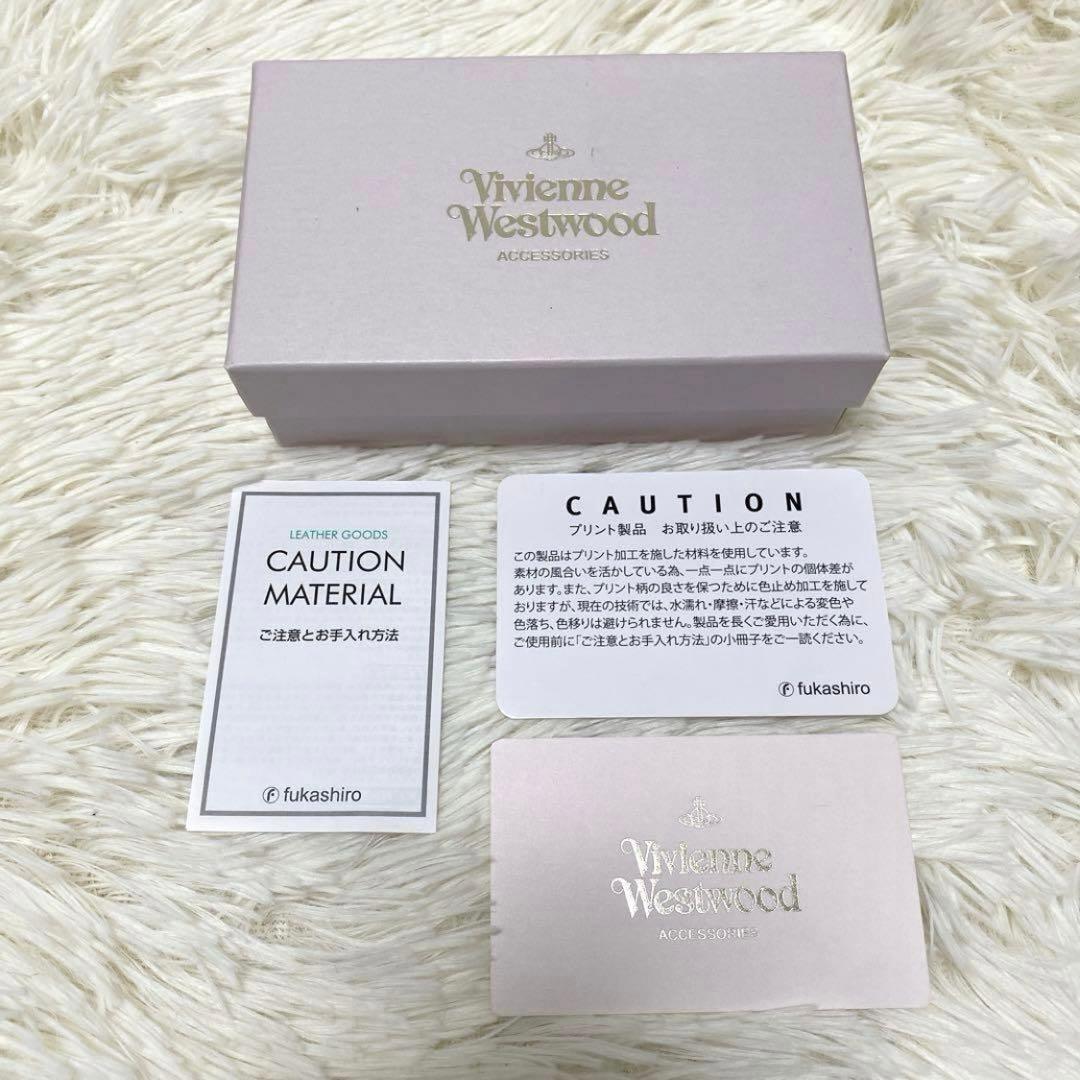 Vivienne
Westwood
ACCESSORIES
LEATHER GOODS
CAUTION
MATERIAL
ご注意とお手入れ方法
fukashiro
CAUTION
プリント製品 お取り扱い上のご注意
この製品はプリント加工を施した材料を使用しています。
素材の風合いを活かしている為、一点一点にプリントの個体差が
あります。また、プリント柄の良さを保つために色止め加工を施して
おりますが、現在の技術では、水濡れ・摩擦・汗などによる変色や
色落ち、色移りは避けられません。製品を長くご愛用いただく為に、
ご使用前に「ご注意とお手入れ方法」の小冊子をご一読ください。
fukashiro
Vivienne
Westwood
ACCESSORIES